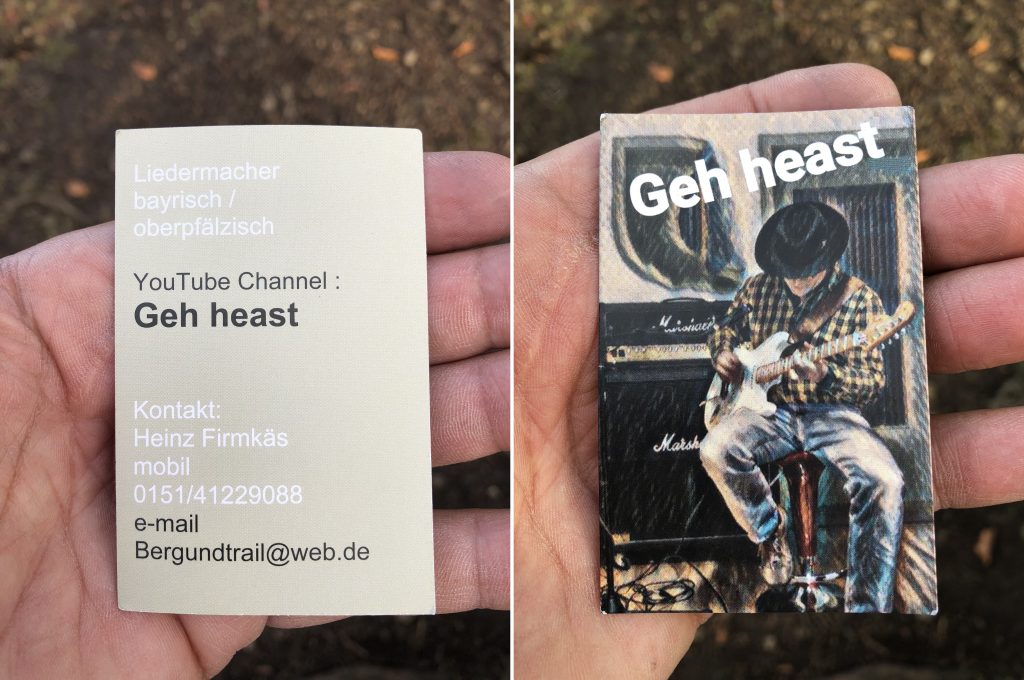 Liedermacher
bayrisch /
oberpfälzisch
YouTube Channel :
Geh heast
Kontakt:
Heinz Firmkäs
mobil
0151/41229088
e-mail
Bergundtrail@web.de
Geh heast
Marsh